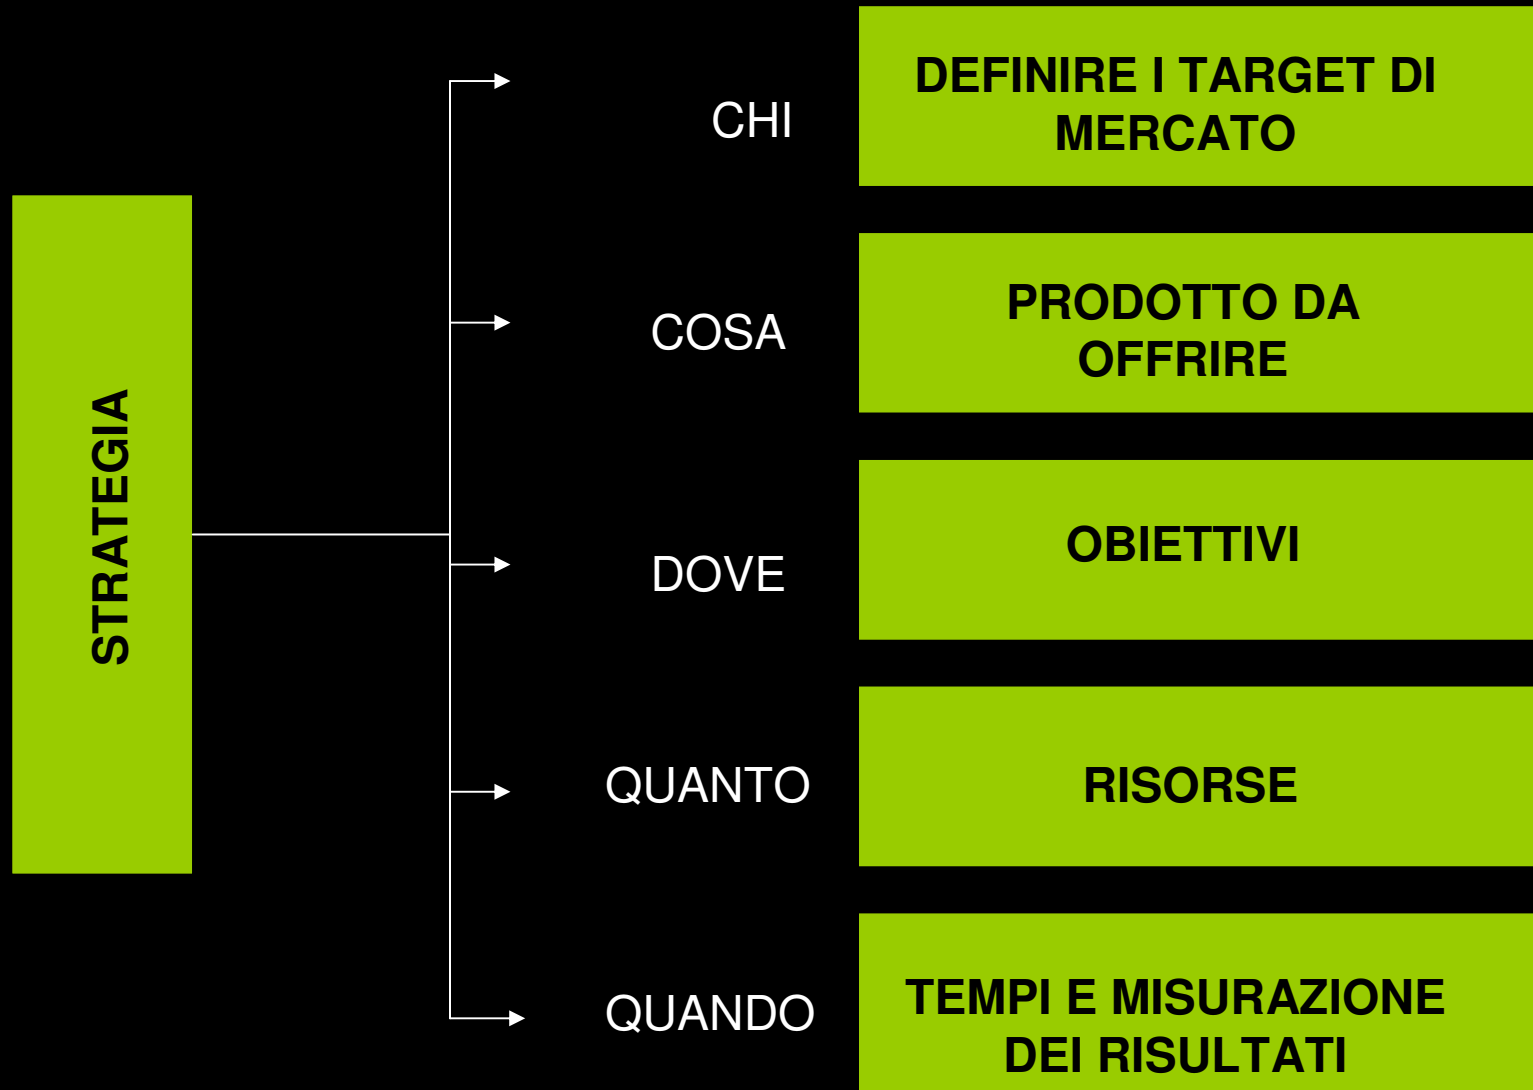 STRATEGIA
CHI
DEFINIRE I TARGET DI
MERCATO
COSA
PRODOTTO DA
OFFRIRE
DOVE
OBIETTIVI
QUANTO
RISORSE
QUANDO
TEMPI E MISURAZIONE
DEI RISULTATI